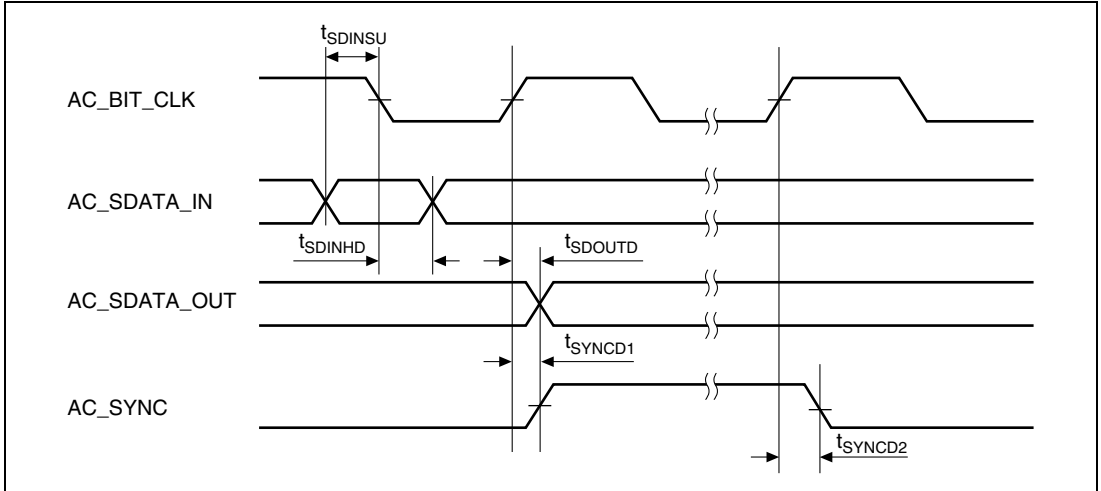 tSDINSU
AC_BIT_CLK
AC_SDATA_IN
tSDINHD
tSDOUTD
AC_SDATA_OUT
tSYNCD1
AC_SYNC
tSYNCD2